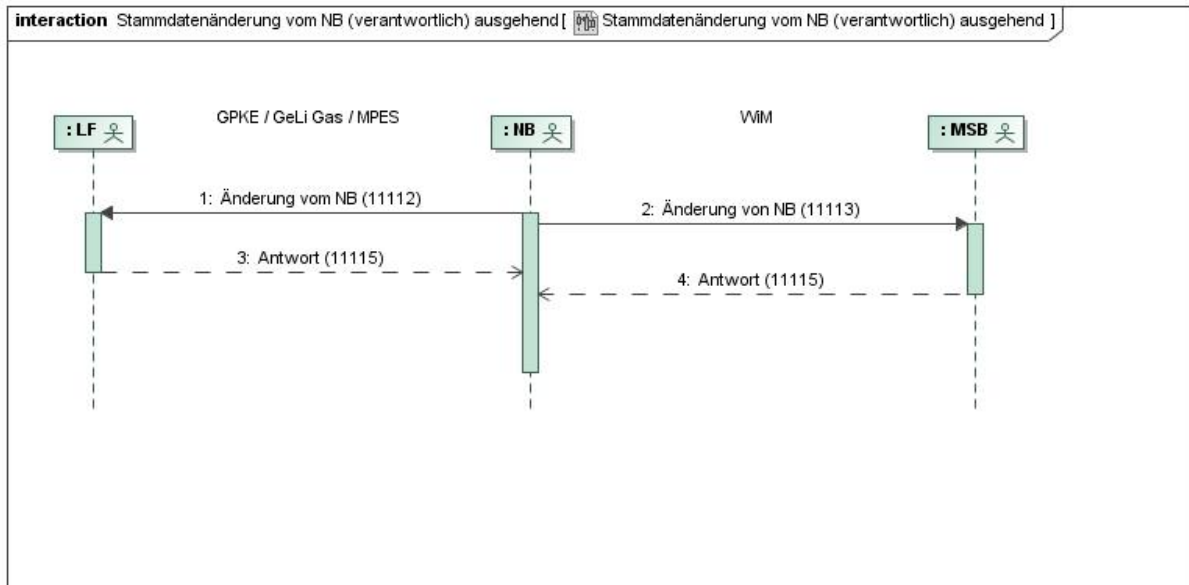 interaction Stammdatenänderung vom NB (verantwortlich) ausgehend [ Stammdatenänderung vom NB (verantwortlich) ausgehend ]
GPKE / GeLi Gas / MPES
WiM
: LF
: NB
: MSB
1: Änderung vom NB (11112)
2: Änderung von NB (11113)
3: Antwort (11115)
4: Antwort (11115)